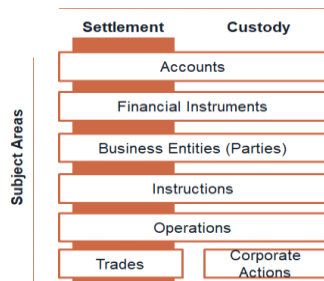 Settlement Custody
Subject Areas
Accounts
Financial Instruments
Business Entities (Parties)
Instructions
Operations
Trades
Corporate
Actions